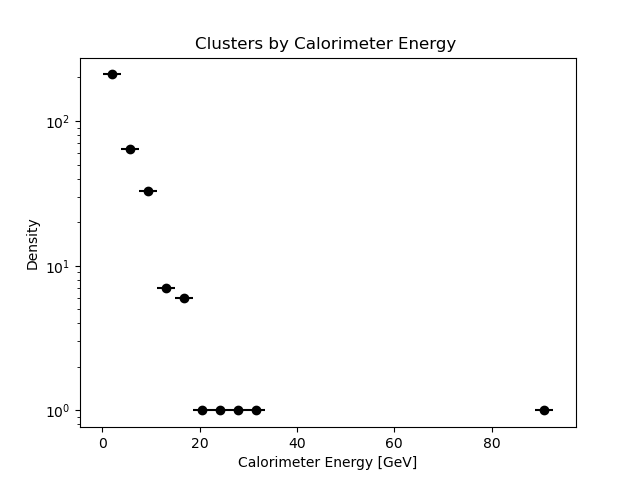 Clusters by Calorimeter Energy
Density
10²
10¹
10⁰
0 20 40 60 80
Calorimeter Energy [GeV]